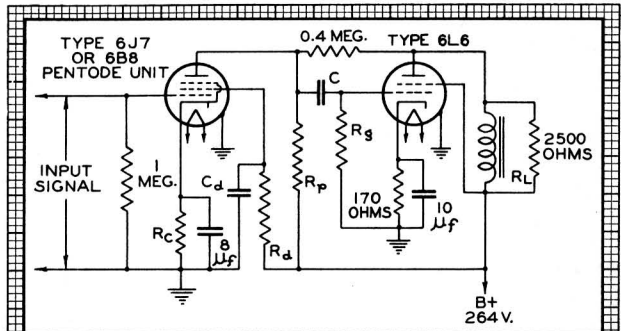 TYPE 6J7
OR 6B8
PENTODE UNIT
0.4 MEG.
TYPE 6L6
C
INPUT
SIGNAL
1
MEG.
Cd
Rc
8
μf
Rd
Rp
Rg
170
OHMS
10
μf
2500
OHMS
RL
B+
264 V.